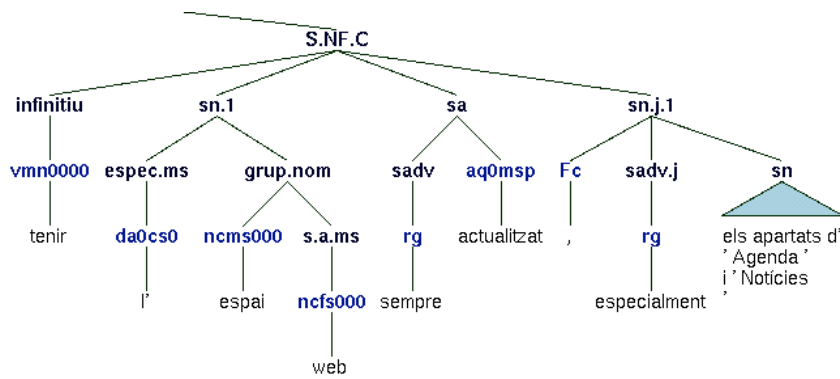 S.NF.C
infinitiu sn.1 sa sn.j.1
vmn0000 espec.ms grup.nom sadv aq0msp Fc sadv.j sn
tenir da0cs0 ncms000 s.a.ms rg actualitzat , rg els apartats d'
' Agenda '
i ' Notícies
l' espai ncfs000 sempre especialment '
web